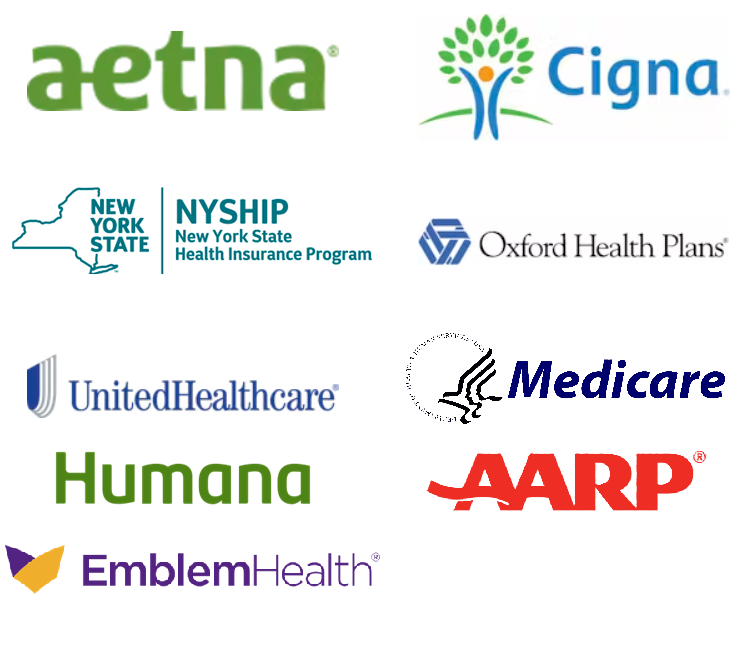 aetna®
Cigna®
NEW
YORK
STATE
NYSHIP
New York State
Health Insurance Program
Oxford Health Plans®
UnitedHealthcare®
Medicare
Humana
AARP®
EmblemHealth®